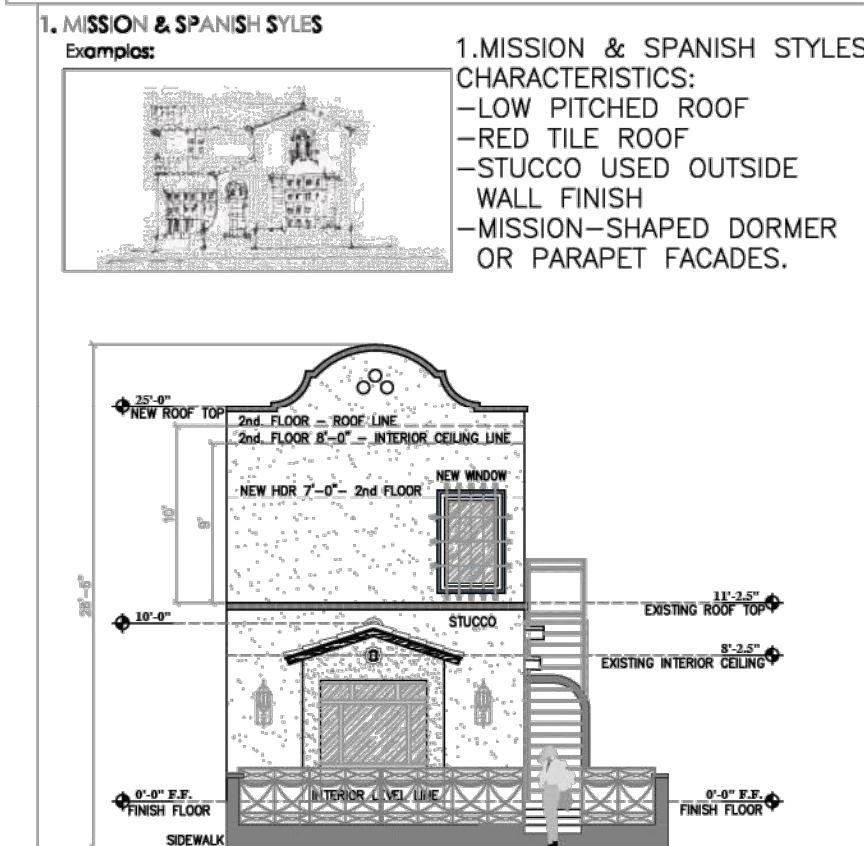 1. MISSION & SPANISH SYLES
Examples:
1.MISSION & SPANISH STYLES
CHARACTERISTICS:
-LOW PITCHED ROOF
-RED TILE ROOF
-STUCCO USED OUTSIDE
WALL FINISH
-MISSION-SHAPED DORMER
OR PARAPET FACADES.
25'-0"
NEW ROOF TOP
2nd. FLOOR - ROOF LINE
2nd. FLOOR 8'-0" - INTERIOR CEILING LINE
NEW WINDOW
NEW HDR 7'-0"- 2nd FLOOR
10'
11'-2.5"
EXISTING ROOF TOP
10'-0"
STUCCO
8'-2.5"
EXISTING INTERIOR CEILING
0'-0" F.F.
FINISH FLOOR
INTERIOR LEVEL LINE
0'-0" F.F.
FINISH FLOOR
SIDEWALK